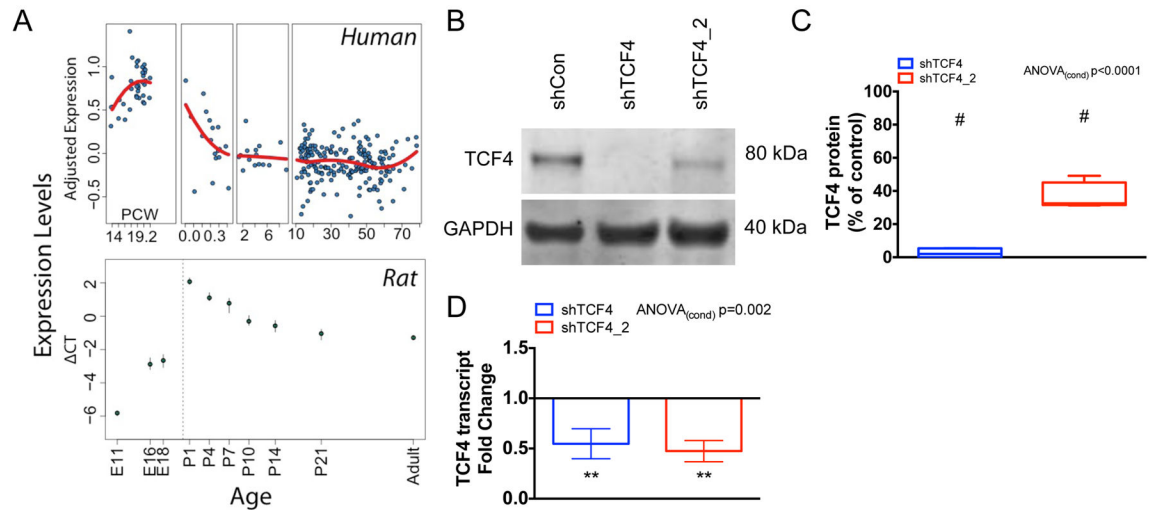 A
Human
Expression Levels
Adjusted Expression
1.0
0.5
0.0
-0.5
PCW
14 19.2
0.0 0.3
2 6
10 30 50 70
Rat
ΔCT
2
0
-2
-4
-6
E11
E16
E18
P1
P4
P7
P10
P14
P21
Adult
Age
B
shCon
shTCF4
shTCF4_2
TCF4
80 kDa
GAPDH
40 kDa
C
shTCF4
shTCF4_2
ANOVA(cond) p<0.0001
TCF4 protein
(% of control)
100
80
60
40
20
0
#
#
D
shTCF4
shTCF4_2
ANOVA(cond) p=0.002
TCF4 transcript
Fold Change
1.5
1.0
0.5
0.0
**
**